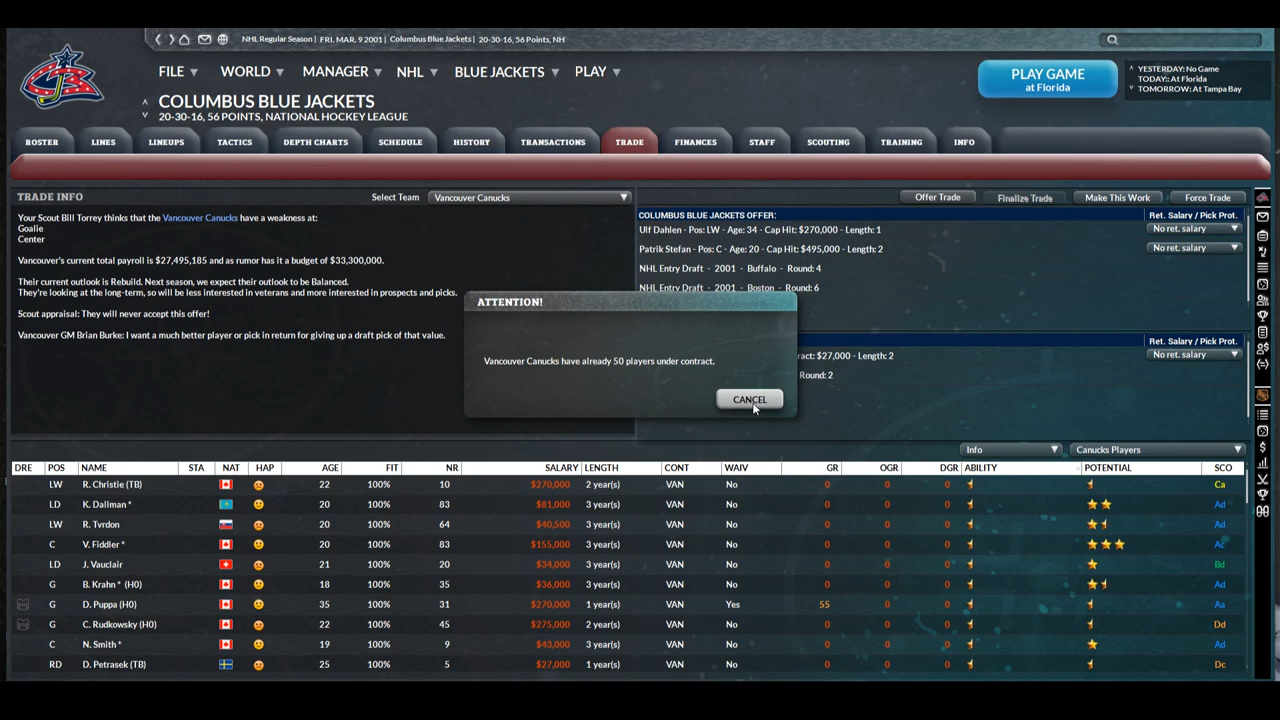 NHL Regular Season | FRI. MAR. 9 2001 | Columbus Blue Jackets | 20-30-16, 56 Points, NH
FILE WORLD MANAGER NHL BLUE JACKETS PLAY
PLAY GAME
at Florida
YESTERDAY: No Game
TODAY:: At Florida
TOMORROW: At Tampa Bay
COLUMBUS BLUE JACKETS
20-30-16, 56 POINTS, NATIONAL HOCKEY LEAGUE
ROSTER LINES LINEUPS TACTICS DEPTH CHARTS SCHEDULE HISTORY TRANSACTIONS TRADE FINANCES STAFF SCOUTING TRAINING INFO
TRADE INFO Select Team Vancouver Canucks Offer Trade Finalize Trade Make This Work Force Trade
Your Scout Bill Torrey thinks that the Vancouver Canucks have a weakness at:
Goalie
Center
Vancouver's current total payroll is $27,495,185 and as rumor has it a budget of $33,300,000.
Their current outlook is Rebuild. Next season, we expect their outlook to be Balanced.
They're looking at the long-term, so will be less interested in veterans and more interested in prospects and picks.
Scout appraisal: They will never accept this offer!
Vancouver GM Brian Burke: I want a much better player or pick in return for giving up a draft pick of that value.
COLUMBUS BLUE JACKETS OFFER: Ret. Salary / Pick Prot.
Ulf Dahlen - Pos: LW - Age: 34 - Cap Hit: $270,000 - Length: 1 No ret. salary
Patrik Stefan - Pos: C - Age: 20 - Cap Hit: $495,000 - Length: 2 No ret. salary
NHL Entry Draft - 2001 - Buffalo - Round: 4
NHL Entry Draft - 2001 - Boston - Round: 6
Ret. Salary / Pick Prot.
ract: $27,000 - Length: 2 No ret. salary
Round: 2
ATTENTION!
Vancouver Canucks have already 50 players under contract.
CANCEL
Info Canucks Players
DRE POS NAME STA NAT HAP AGE FIT NR SALARY LENGTH CONT WAIV GR OGR DGR ABILITY POTENTIAL SCO
LW R. Christie (TB) 22 100% 10 $270,000 2 year(s) VAN No 0 0 0 Ca
LD K. Dallman * 20 100% 83 $81,000 3 year(s) VAN No 0 0 0 Ad
LW R. Tvrdon 20 100% 64 $40,500 3 year(s) VAN No 0 0 0 Ad
C V. Fiddler * 20 100% 83 $155,000 3 year(s) VAN No 0 0 0 Ac
LD J. Vauclair 21 100% 20 $34,000 3 year(s) VAN No 0 0 0 Bd
G B. Krahn * (H0) 18 100% 35 $36,000 3 year(s) VAN No 0 0 0 Ad
G D. Puppa (H0) 35 100% 31 $270,000 1 year(s) VAN Yes 55 0 0 Aa
G C. Rudkowsky (H0) 22 100% 45 $275,000 2 year(s) VAN No 0 0 0 Dd
C N. Smith * 19 100% 9 $43,000 3 year(s) VAN No 0 0 0 Ad
RD D. Petrasek (TB) 25 100% 5 $27,000 1 year(s) VAN No 0 0 0 Dc